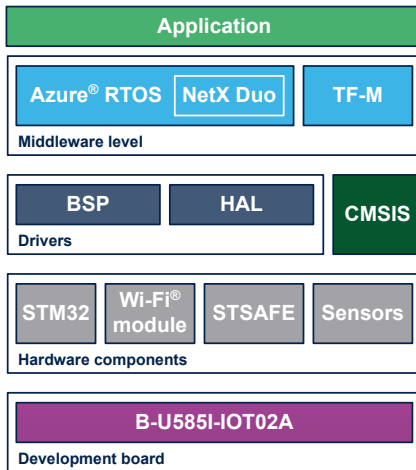 Application
Azure® RTOS NetX Duo TF-M
Middleware level
BSP HAL CMSIS
Drivers
STM32 Wi-Fi® module STSAFE Sensors
Hardware components
B-U585I-IOT02A
Development board